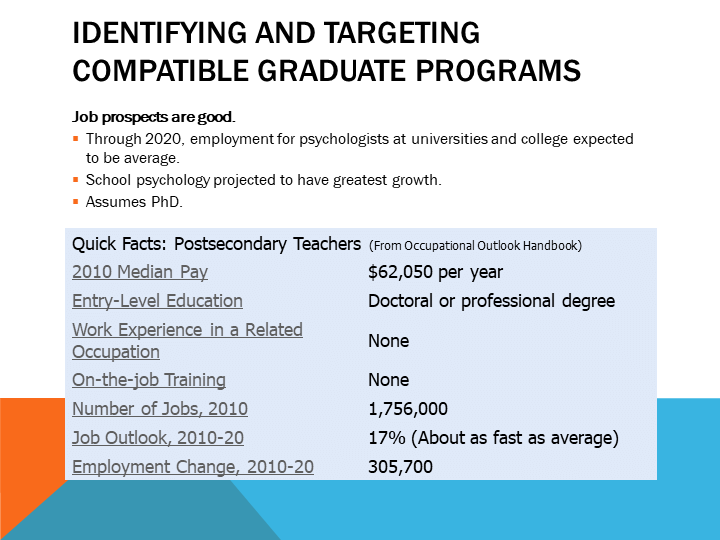 IDENTIFYING AND TARGETING
COMPATIBLE GRADUATE PROGRAMS
Job prospects are good.
▪ Through 2020, employment for psychologists at universities and college expected
to be average.
▪ School psychology projected to have greatest growth.
▪ Assumes PhD.
Quick Facts: Postsecondary Teachers (From Occupational Outlook Handbook)
2010 Median Pay $62,050 per year
Entry-Level Education Doctoral or professional degree
Work Experience in a Related
Occupation None
On-the-job Training None
Number of Jobs, 2010 1,756,000
Job Outlook, 2010-20 17% (About as fast as average)
Employment Change, 2010-20 305,700